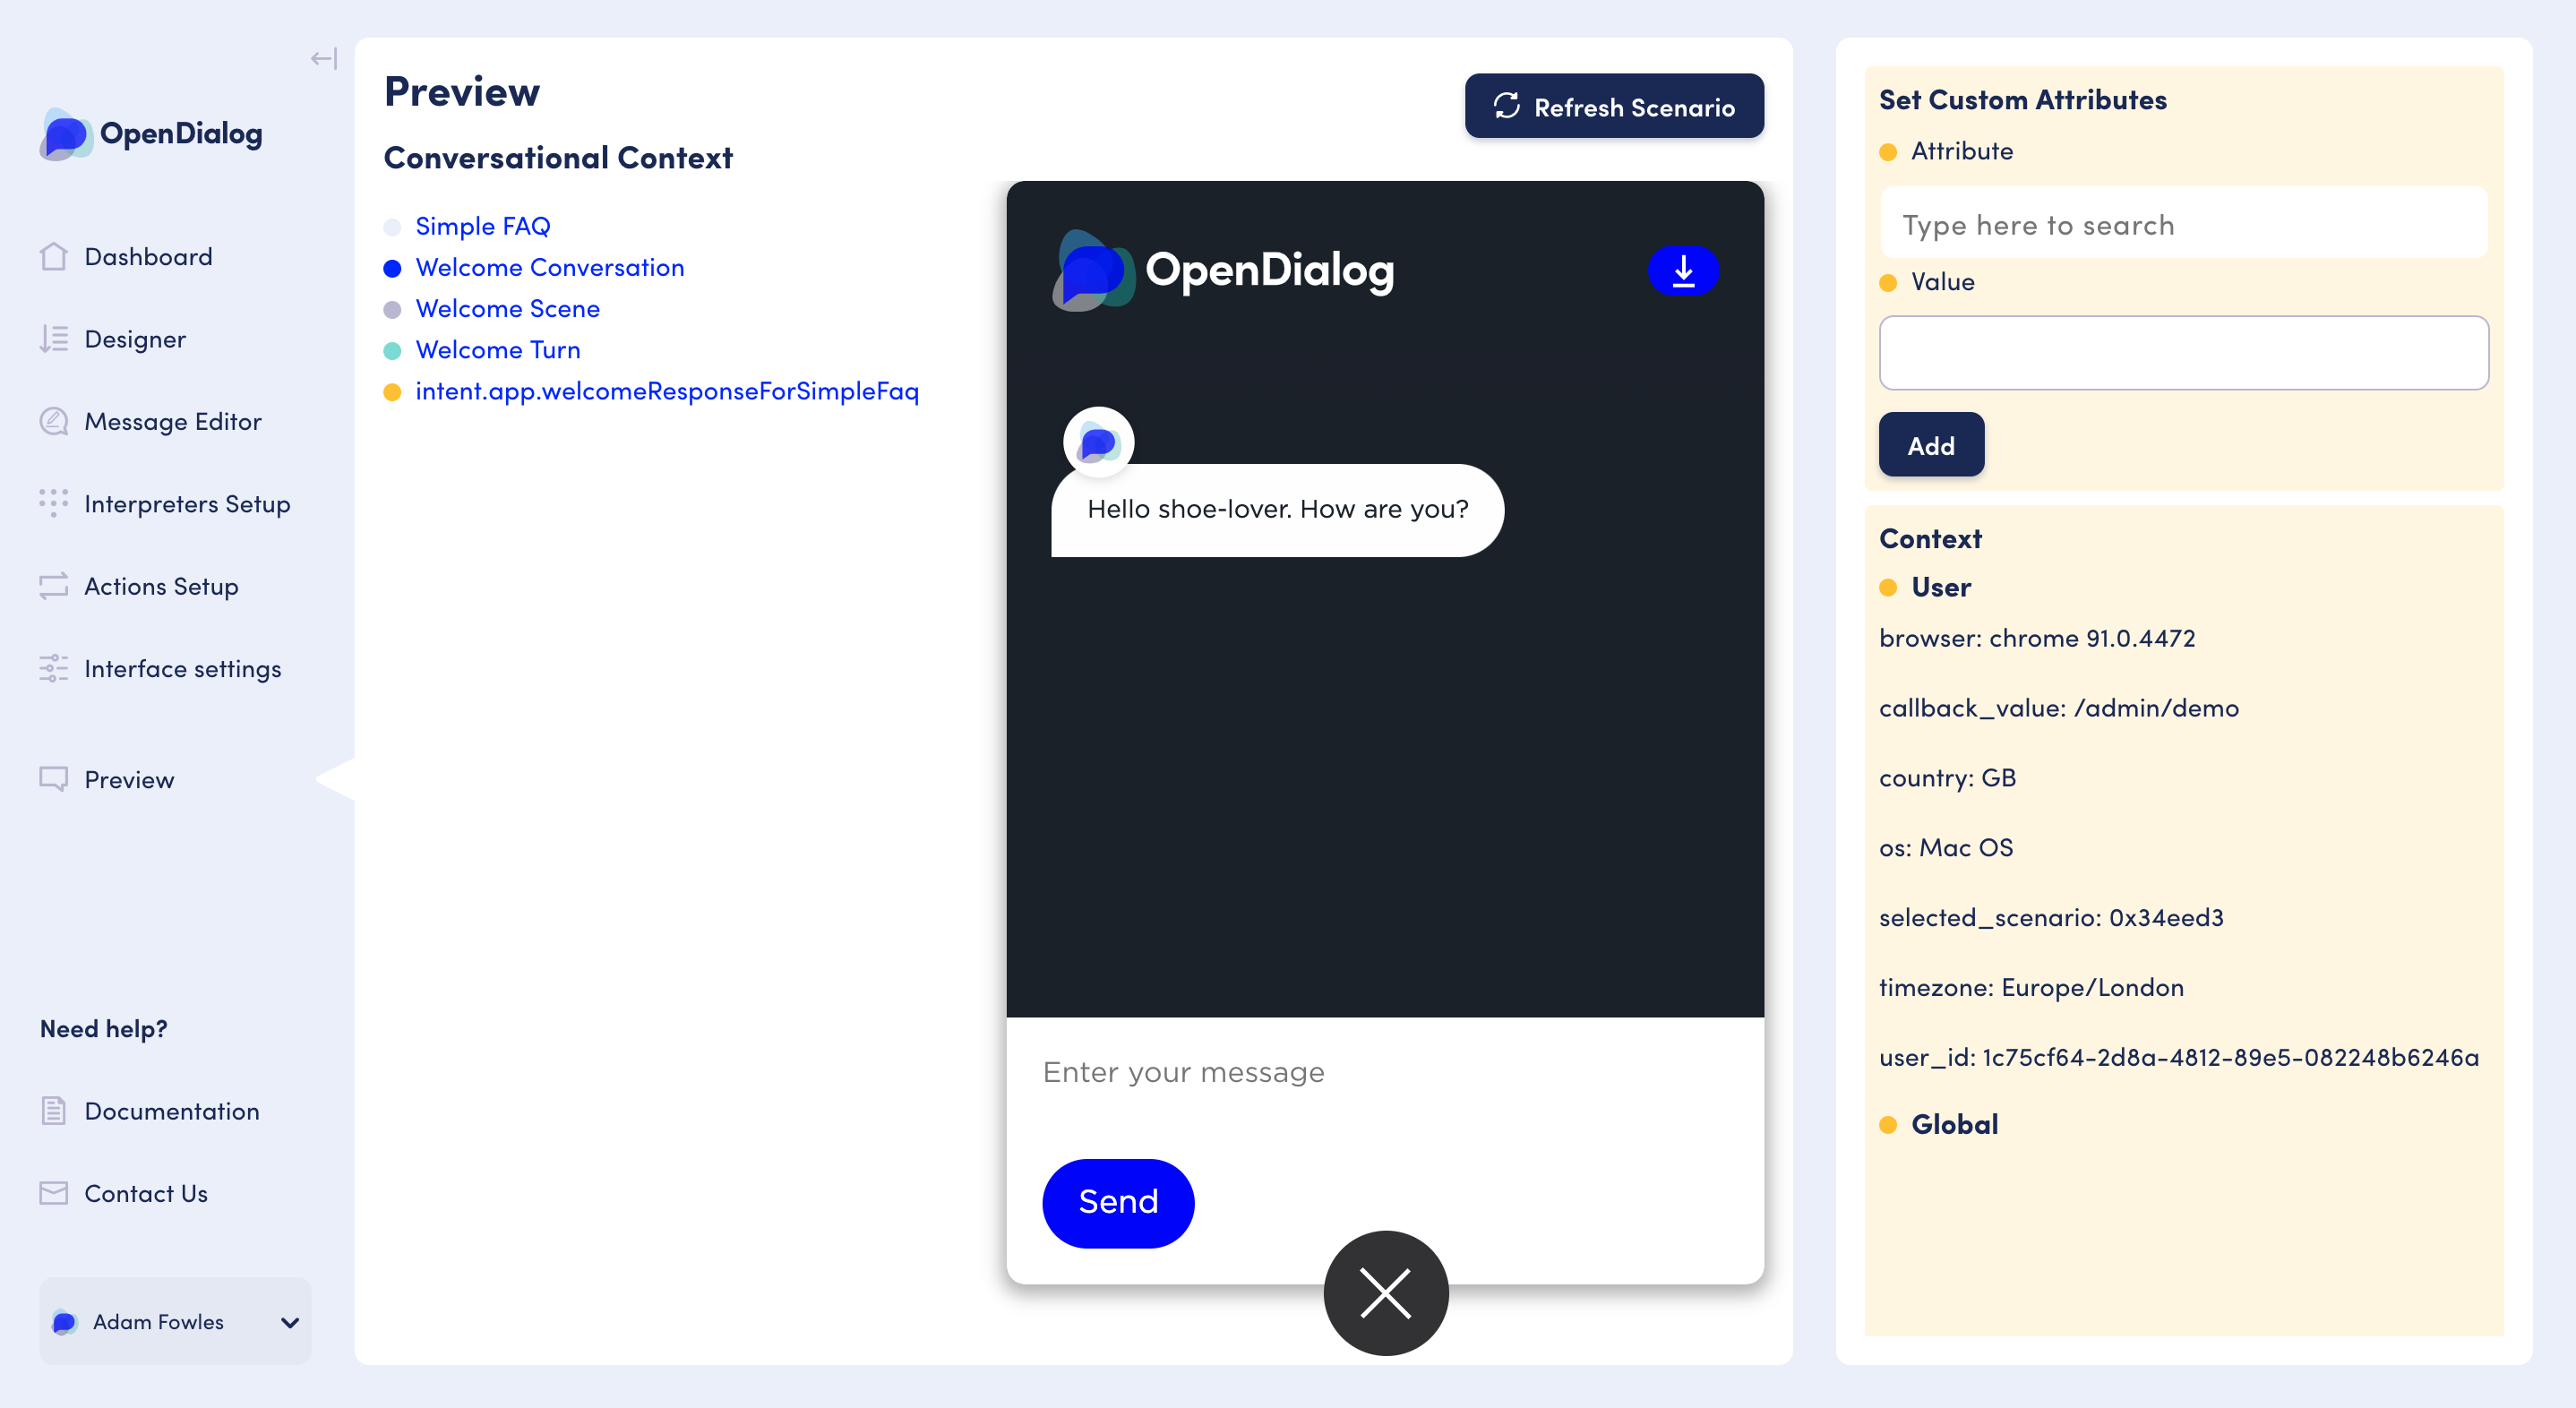 OpenDialog
Dashboard
Designer
Message Editor
Interpreters Setup
Actions Setup
Interface settings
Preview
Need help?
Documentation
Contact Us
Adam Fowles
Preview
Refresh Scenario
Conversational Context
Simple FAQ
Welcome Conversation
Welcome Scene
Welcome Turn
intent.app.welcomeResponseForSimpleFaq
OpenDialog
Hello shoe-lover. How are you?
Enter your message
Send
Set Custom Attributes
Attribute
Type here to search
Value
Add
Context
User
browser: chrome 91.0.4472
callback_value: /admin/demo
country: GB
os: Mac OS
selected_scenario: 0x34eed3
timezone: Europe/London
user_id: 1c75cf64-2d8a-4812-89e5-082248b6246a
Global